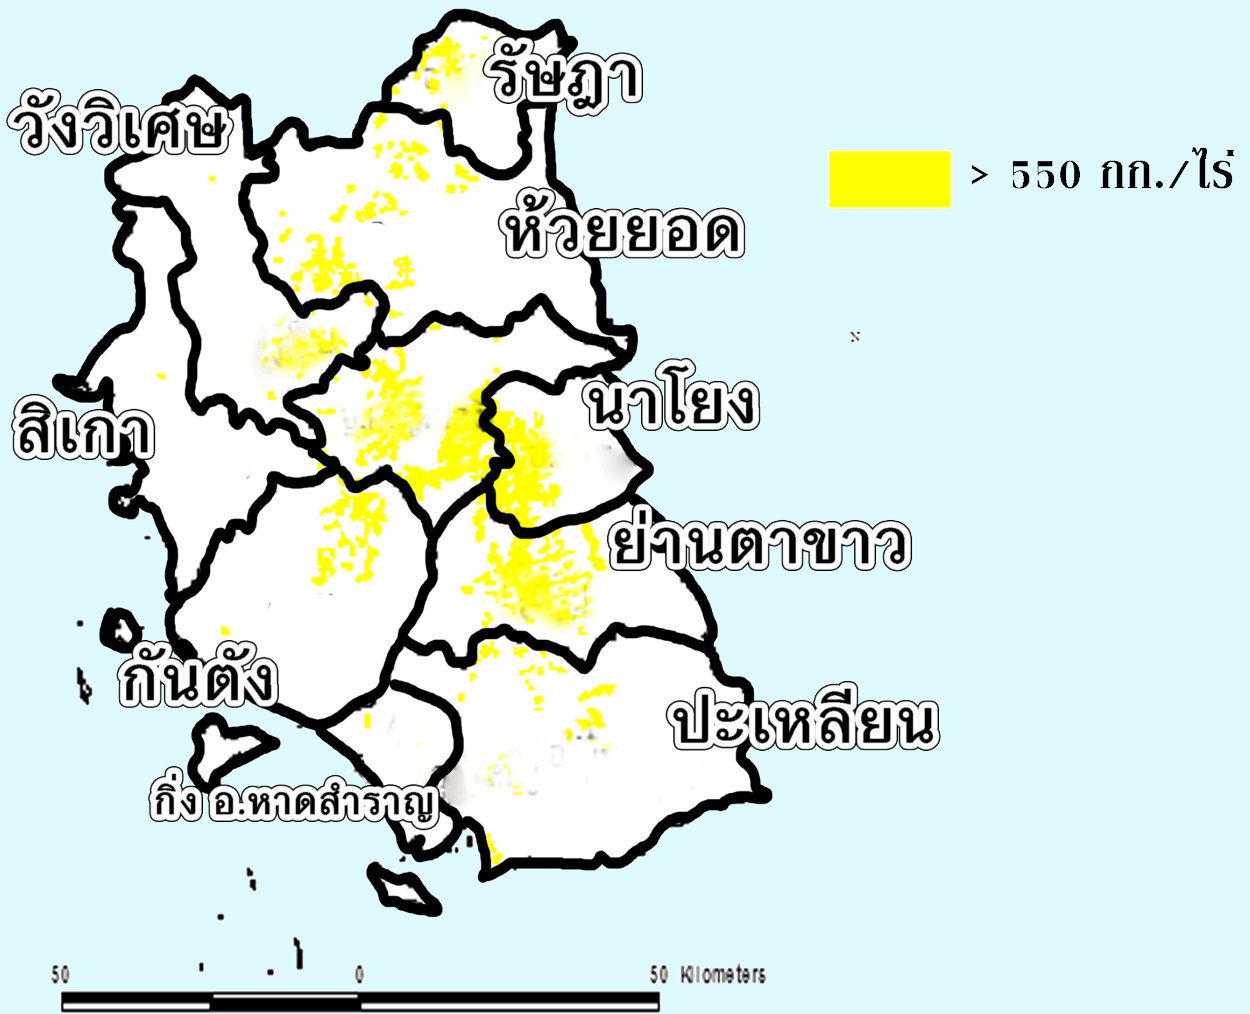 รัษฎา
วังวิเศษ
> 550 กก./ไร่
ห้วยยอด
นาโยง
สิเกา
ย่านตาขาว
กันตัง
ปะเหลียน
กิ่ง อ.หาดสำราญ
50 0 50 Kilometers